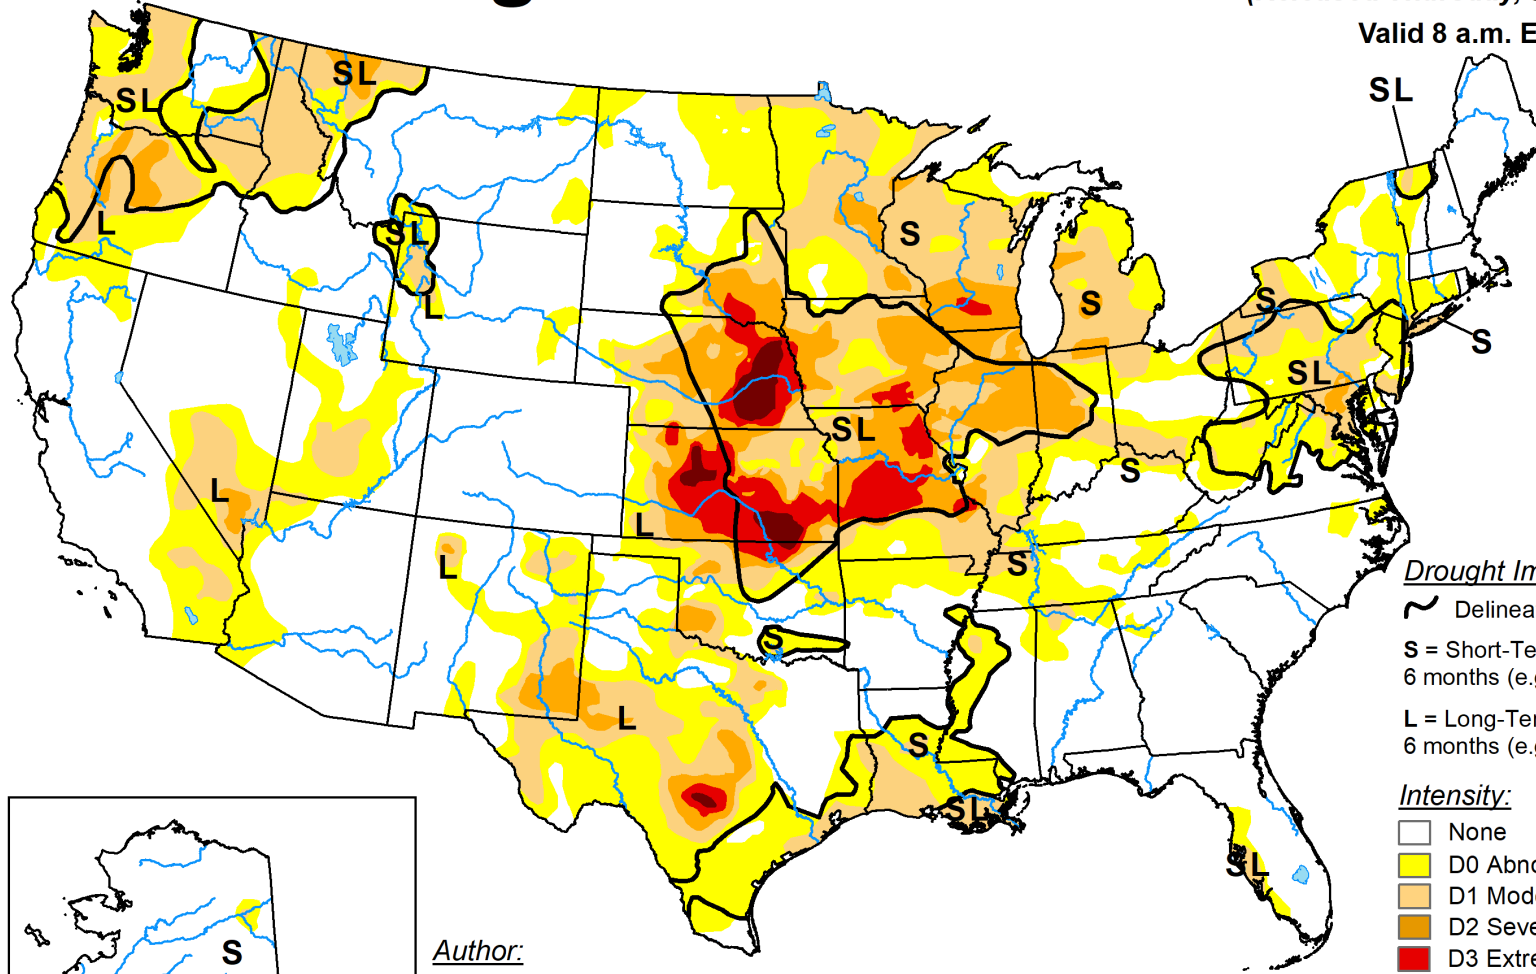 Valid 8 a.m. E
SL
SL
SL
L
SL
S
S
L
S
S
SL
SL
S
L
L
L
S
S
L
S
SL
SL
S
Drought Im
Delinea
S = Short-Te
6 months (e.g
L = Long-Ter
6 months (e.g
Intensity:
None
D0 Abno
D1 Mode
D2 Seve
D3 Extre
Author: